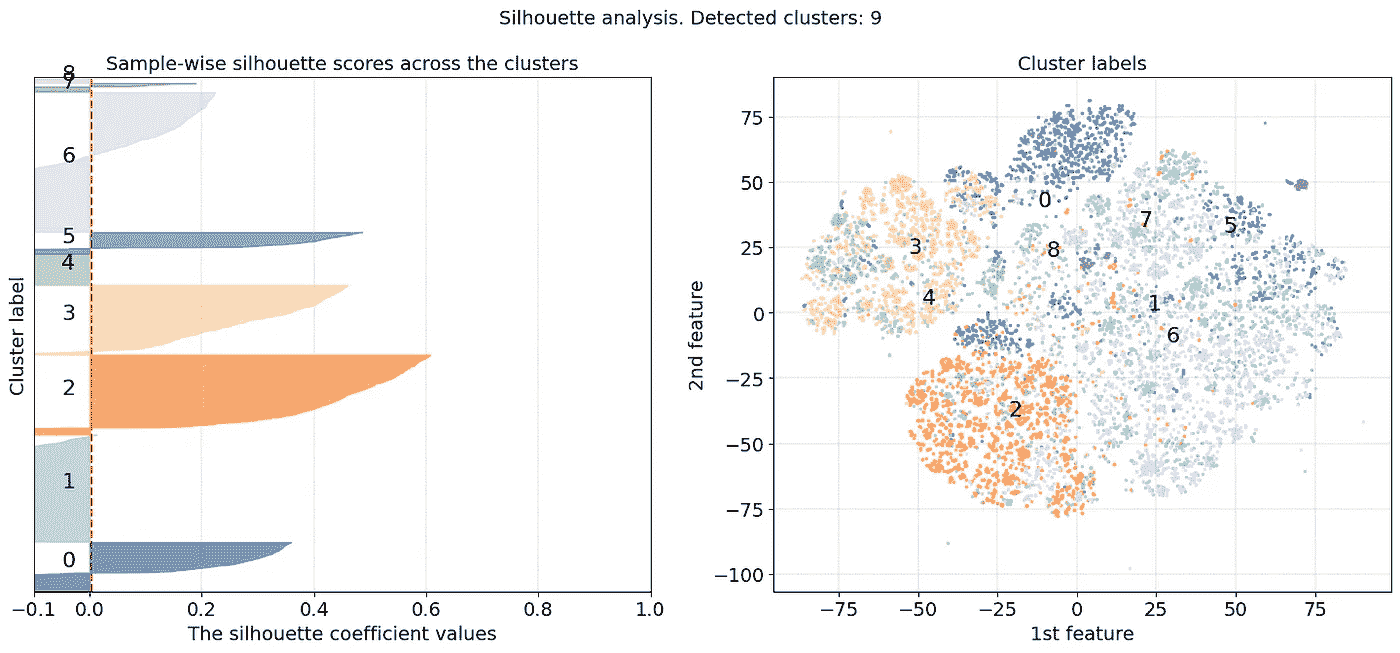 Silhouette analysis. Detected clusters: 9
Sample-wise silhouette scores across the clusters
Cluster label
8
7
6
5
4
3
2
1
0
−0.1 0.0 0.2 0.4 0.6 0.8 1.0
The silhouette coefficient values
Cluster labels
2nd feature
75
50
25
0
−25
−50
−75
−100
0
7
5
3
8
4
1
6
2
−75 −50 −25 0 25 50 75
1st feature